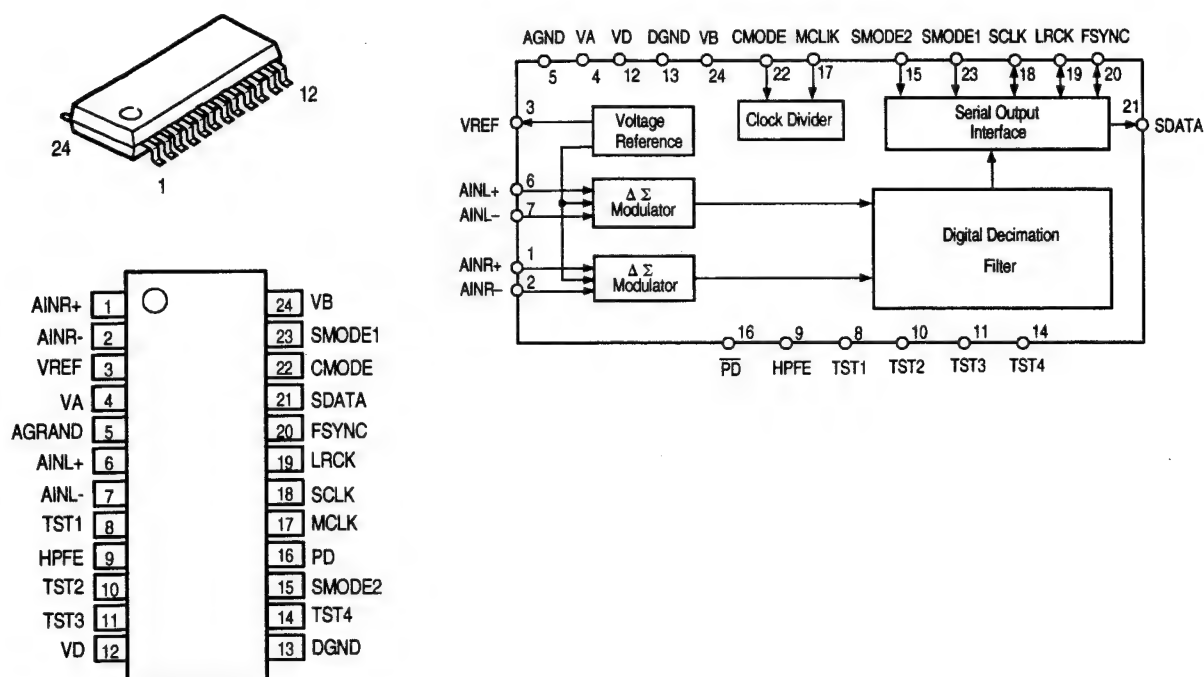 12
24
1
AINR+ 1
AINR- 2
VREF 3
VA 4
AGRAND 5
AINL+ 6
AINL- 7
TST1 8
HPFE 9
TST2 10
TST3 11
VD 12
24 VB
23 SMODE1
22 CMODE
21 SDATA
20 FSYNC
19 LRCK
18 SCLK
17 MCLK
16 PD
15 SMODE2
14 TST4
13 DGND
AGND VA VD DGND VB CMODE MCLIK SMODE2 SMODE1 SCLK LRCK FSYNC
5 4 12 13 24 22 17 15 23 18 19 20
VREF 3
Voltage
Reference
Clock Divider
Serial Output
Interface
21 SDATA
AINL+ 6
AINL– 7
Δ Σ
Modulator
Digital Decimation
Filter
AINR+ 1
AINR– 2
Δ Σ
Modulator
16 9 8 10 11 14
PD HPFE TST1 TST2 TST3 TST4